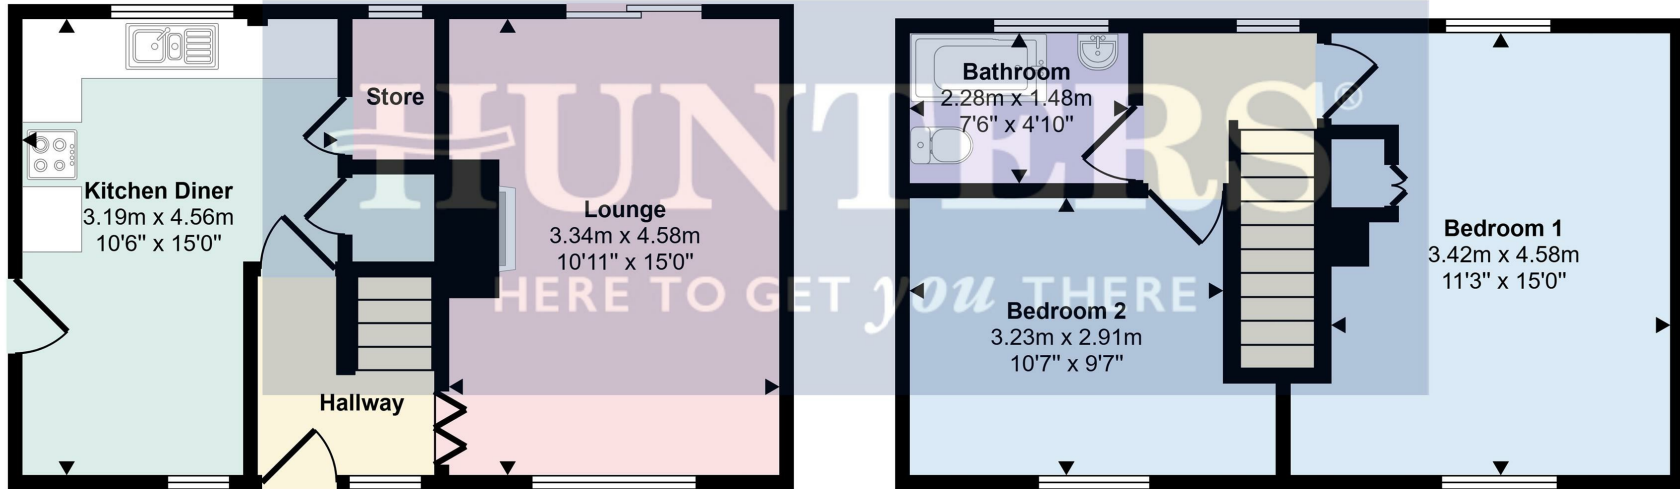 Kitchen Diner
3.19m x 4.56m
10'6" x 15'0"
Store
Hallway
Lounge
3.34m x 4.58m
10'11" x 15'0"
Bathroom
2.28m x 1.48m
7'6" x 4'10"
Bedroom 2
3.23m x 2.91m
10'7" x 9'7"
Bedroom 1
3.42m x 4.58m
11'3" x 15'0"
HUNTERS®
HERE TO GET you THERE